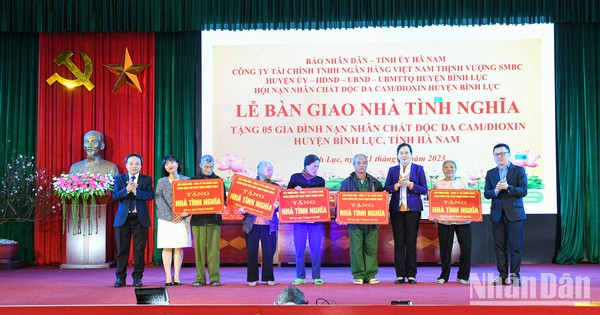 BÁO NHÂN DÂN – TỈNH ỦY HÀ NAM
CÔNG TY TÀI CHÍNH TNHH NGÂN HÀNG VIỆT NAM THỊNH VƯỢNG SMBC
HUYỆN ỦY – HĐND – UBND – UBMTTQ HUYỆN BÌNH LỤC
HỘI NẠN NHÂN CHẤT ĐỘC DA CAM/DIOXIN HUYỆN BÌNH LỤC
LỄ BÀN GIAO NHÀ TÌNH NGHĨA
TẶNG 05 GIA ĐÌNH NẠN NHÂN CHẤT ĐỘC DA CAM/DIOXIN
HUYỆN BÌNH LỤC, TỈNH HÀ NAM
Lục, 2023
TẶNG
NHÀ TÌNH NGHĨA
TẶNG
NHÀ TÌNH NGHĨA
TẶNG
NHÀ TÌNH NGHĨA
TẶNG
NHÀ TÌNH NGHĨA
TẶNG
NHÀ TÌNH NGHĨA
NhânDân